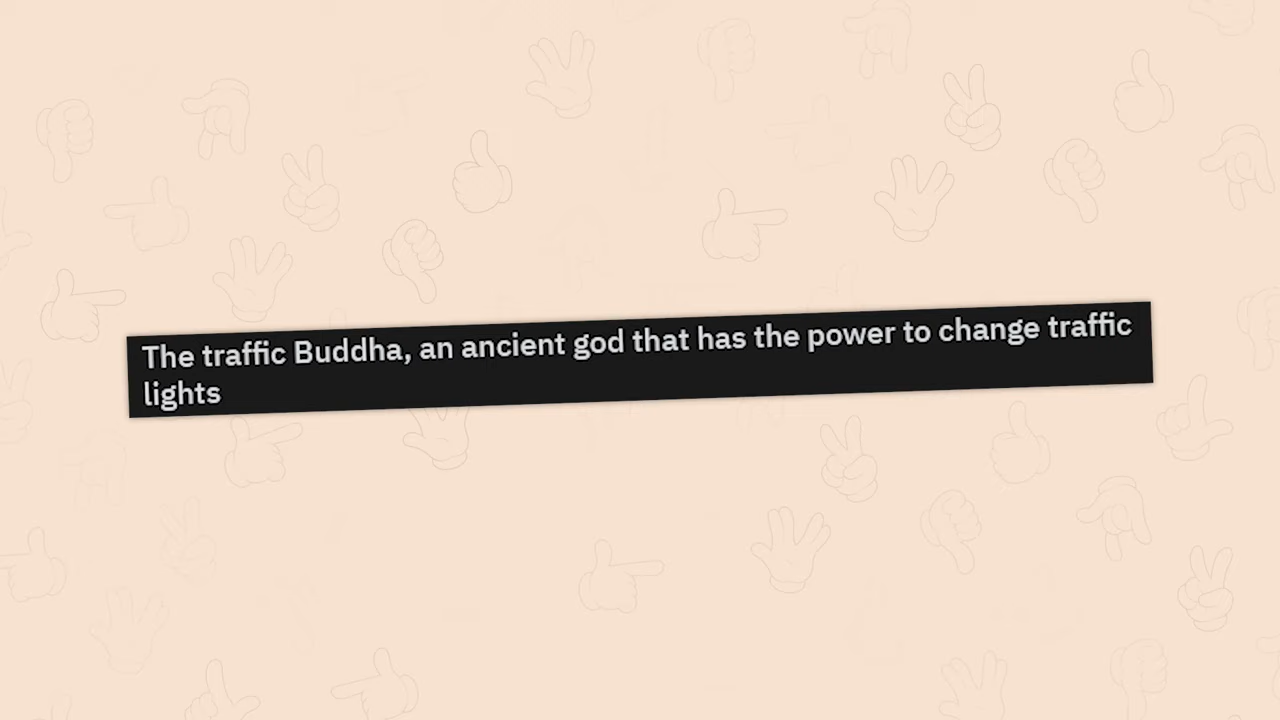 The traffic Buddha, an ancient god that has the power to change traffic
lights